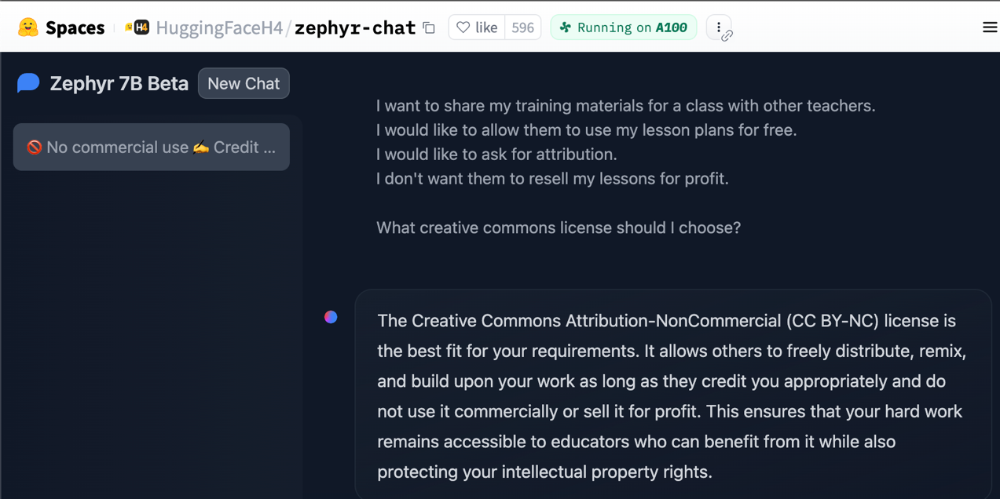 Spaces HuggingFaceH4/zephyr-chat like 596 Running on A100
Zephyr 7B Beta New Chat
🚫 No commercial use ✍️ Credit ...
I want to share my training materials for a class with other teachers.
I would like to allow them to use my lesson plans for free.
I would like to ask for attribution.
I don't want them to resell my lessons for profit.
What creative commons license should I choose?
The Creative Commons Attribution-NonCommercial (CC BY-NC) license is
the best fit for your requirements. It allows others to freely distribute, remix,
and build upon your work as long as they credit you appropriately and do
not use it commercially or sell it for profit. This ensures that your hard work
remains accessible to educators who can benefit from it while also
protecting your intellectual property rights.